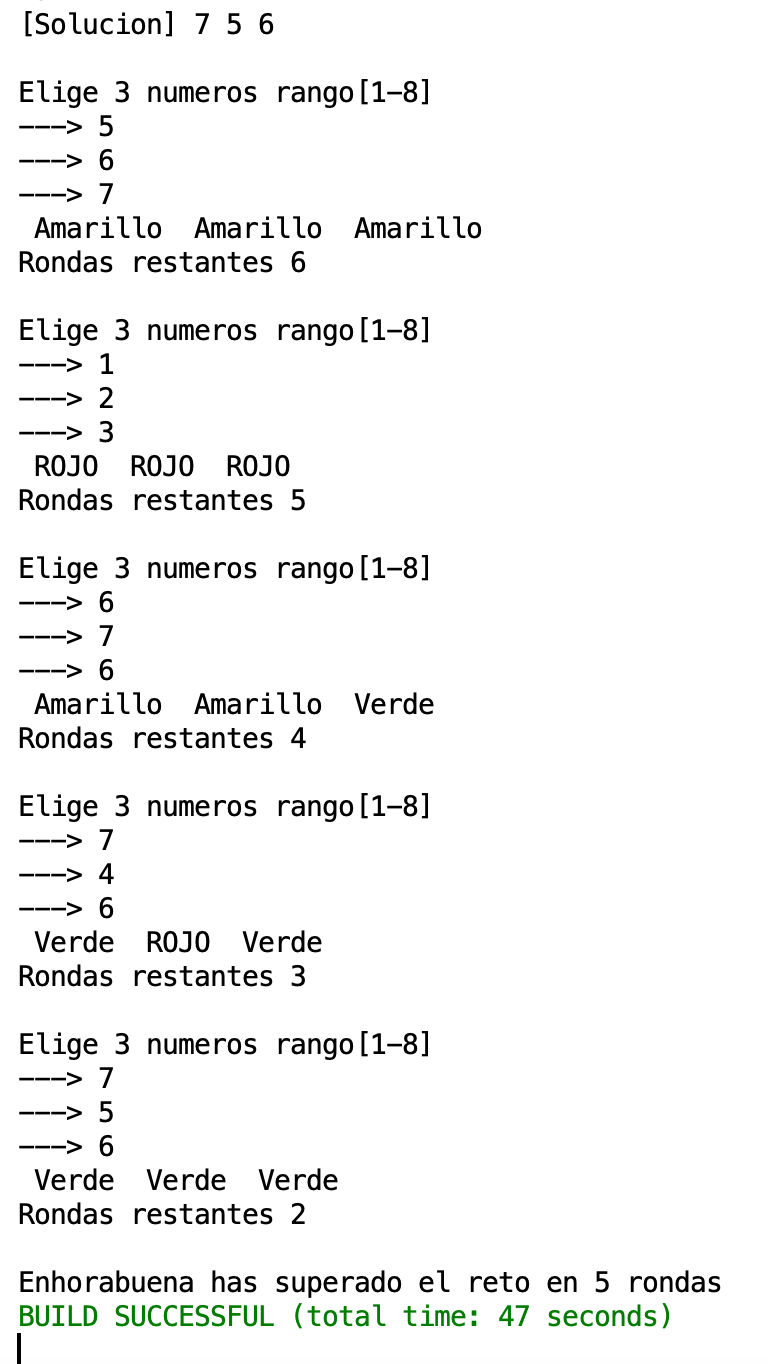 [Solucion] 7 5 6
Elige 3 numeros rango[1-8]
---> 5
---> 6
---> 7
Amarillo  Amarillo  Amarillo
Rondas restantes 6
Elige 3 numeros rango[1-8]
---> 1
---> 2
---> 3
ROJO  ROJO  ROJO
Rondas restantes 5
Elige 3 numeros rango[1-8]
---> 6
---> 7
---> 6
Amarillo  Amarillo  Verde
Rondas restantes 4
Elige 3 numeros rango[1-8]
---> 7
---> 4
---> 6
Verde  ROJO  Verde
Rondas restantes 3
Elige 3 numeros rango[1-8]
---> 7
---> 5
---> 6
Verde  Verde  Verde
Rondas restantes 2
Enhorabuena has superado el reto en 5 rondas
BUILD SUCCESSFUL (total time: 47 seconds)